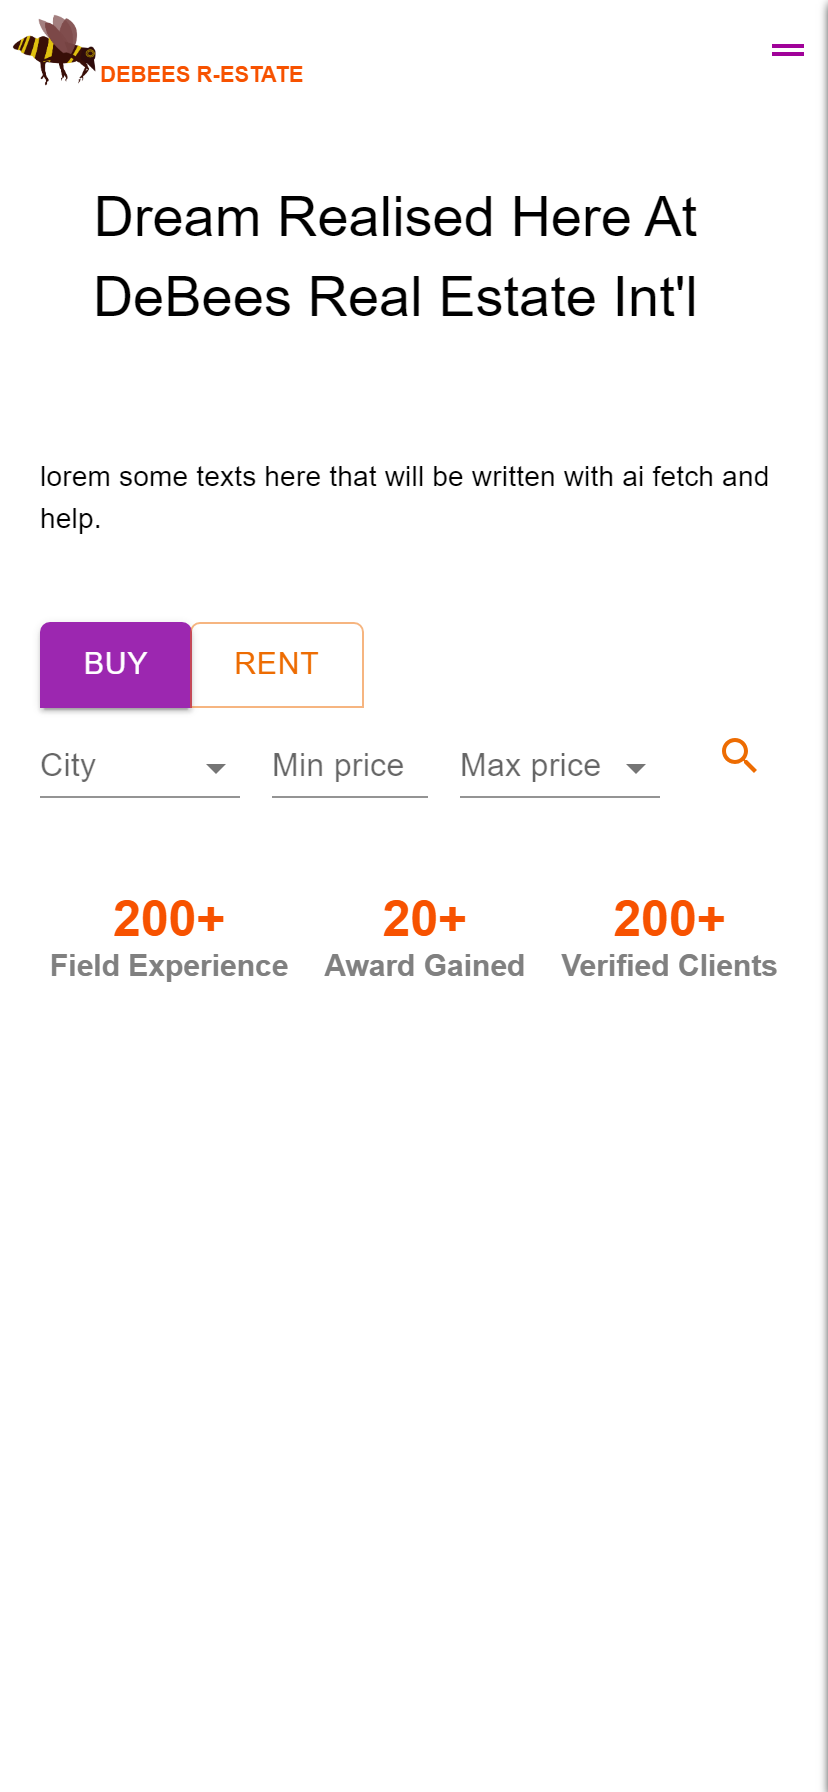 DEBEES R-ESTATE
Dream Realised Here At
DeBees Real Estate Int'l
lorem some texts here that will be written with ai fetch and
help.
BUY RENT
City Min price Max price
200+ 20+ 200+
Field Experience Award Gained Verified Clients